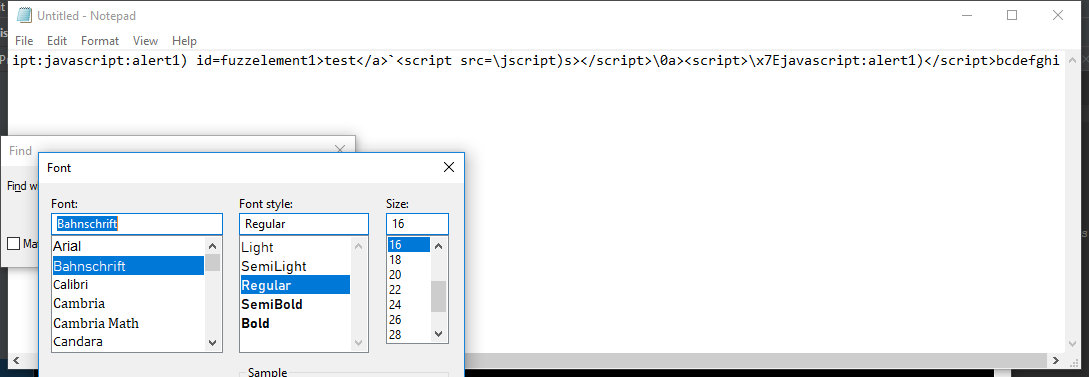 Untitled - Notepad
File Edit Format View Help
ipt:javascript:alert1) id=fuzzelement1>test</a>`<script src=\jscript)s></script>\0a><script>\x7Ejavascript:alert1)</script>bcdefghi
Find
Font
Find w
Ma
Font: Font style: Size:
Bahnschrift Regular 16
Arial Light 16
Bahnschrift SemiLight 18
Calibri Regular 20
Cambria SemiBold 22
Cambria Math Bold 24
Candara 26
28
Sample